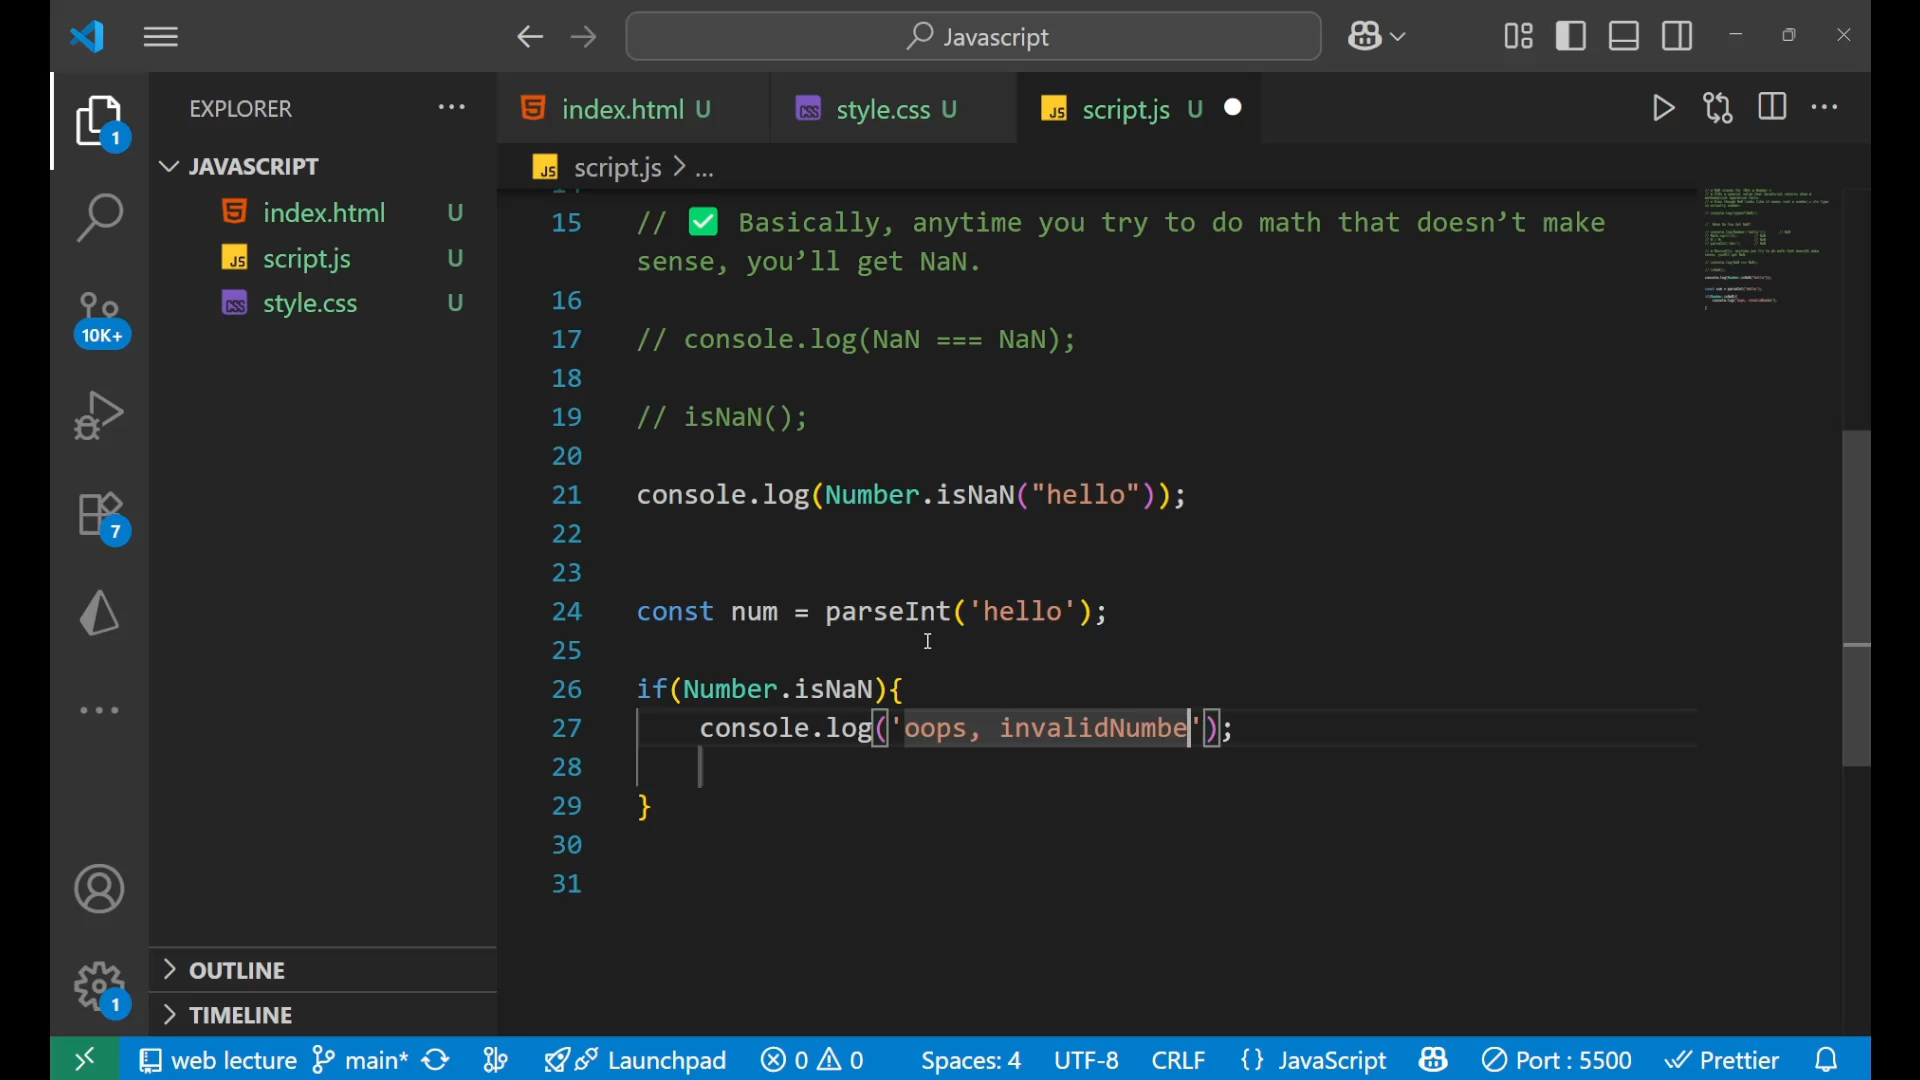 Javascript
EXPLORER
index.html U
style.css U
script.js U
JAVASCRIPT
script.js > ...
index.html U
script.js U
style.css U
1
10K+
7
1
15 // ✅ Basically, anytime you try to do math that doesn’t make
sense, you’ll get NaN.
16
17 // console.log(NaN === NaN);
18
19 // isNaN();
20
21 console.log(Number.isNaN("hello"));
22
23
24 const num = parseInt('hello');
25
26 if(Number.isNaN){
27 console.log('oops, invalidNumbe');
28
29 }
30
31
OUTLINE
TIMELINE
web lecture main* Launchpad 0 0 Spaces: 4 UTF-8 CRLF {} JavaScript Port : 5500 Prettier